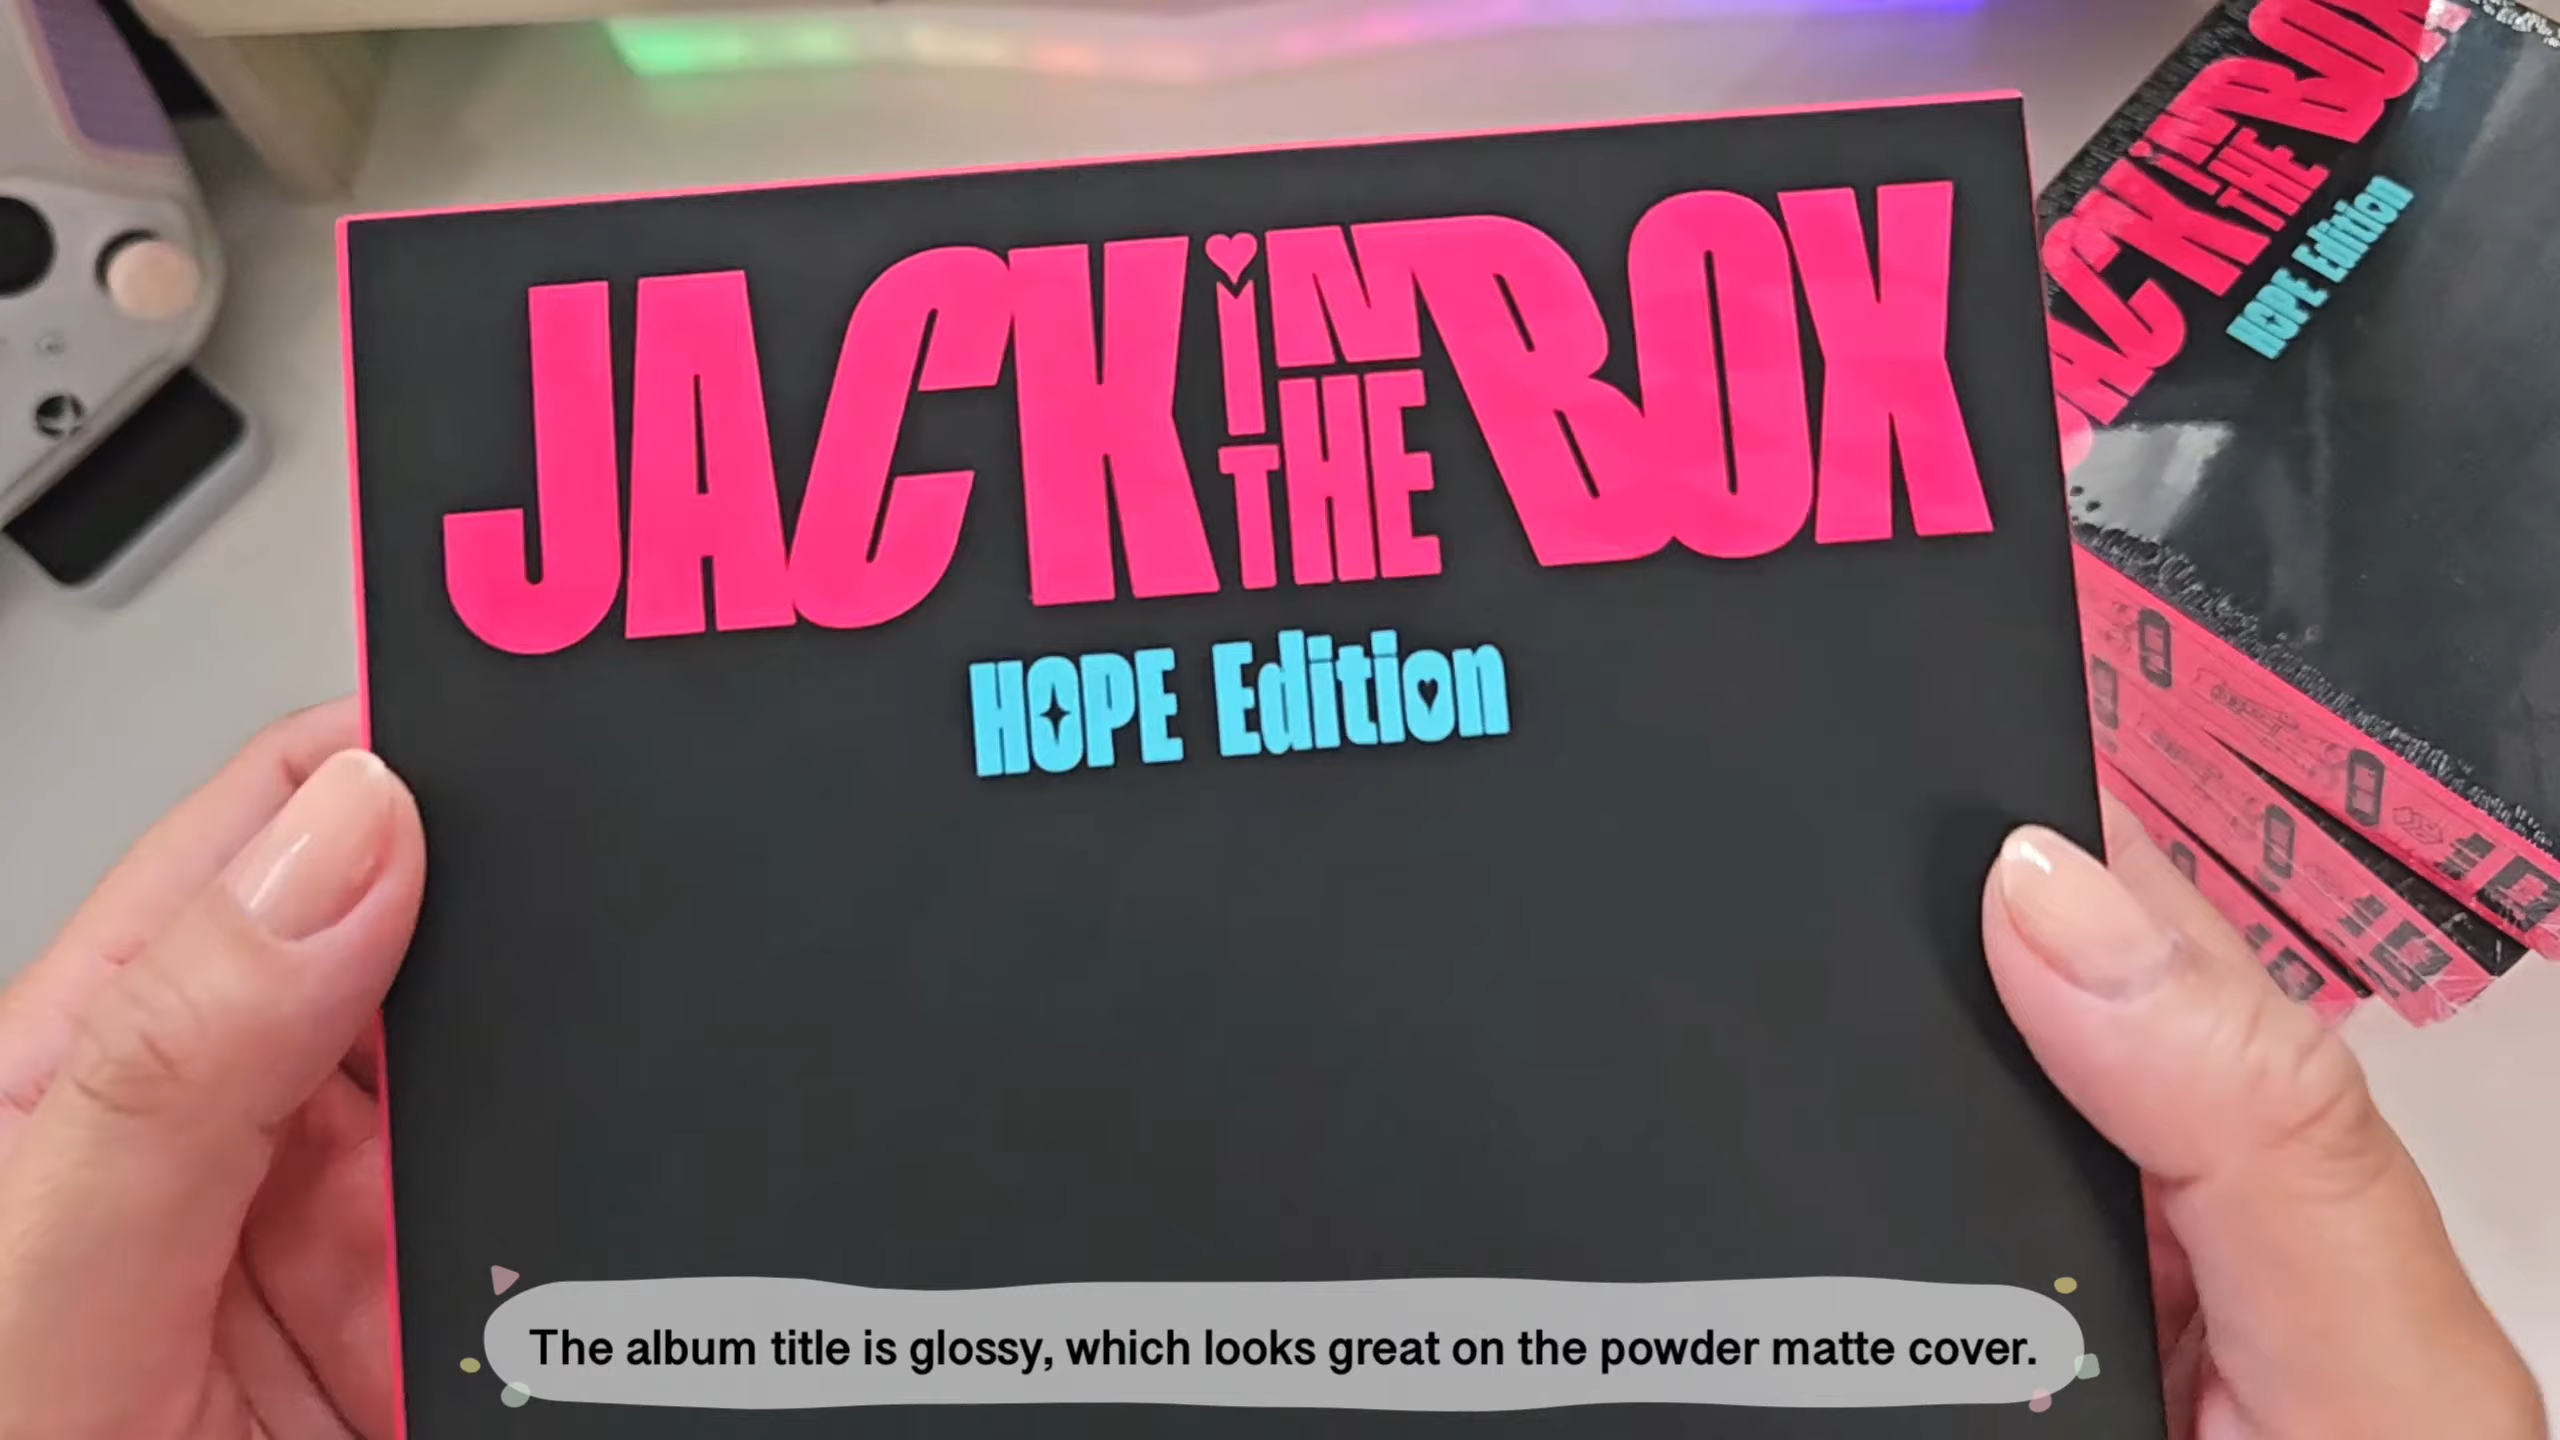 JACK iN THE BOX
HOPE Edition
JACK iN THE BOX
HOPE Edition
The album title is glossy, which looks great on the powder matte cover.